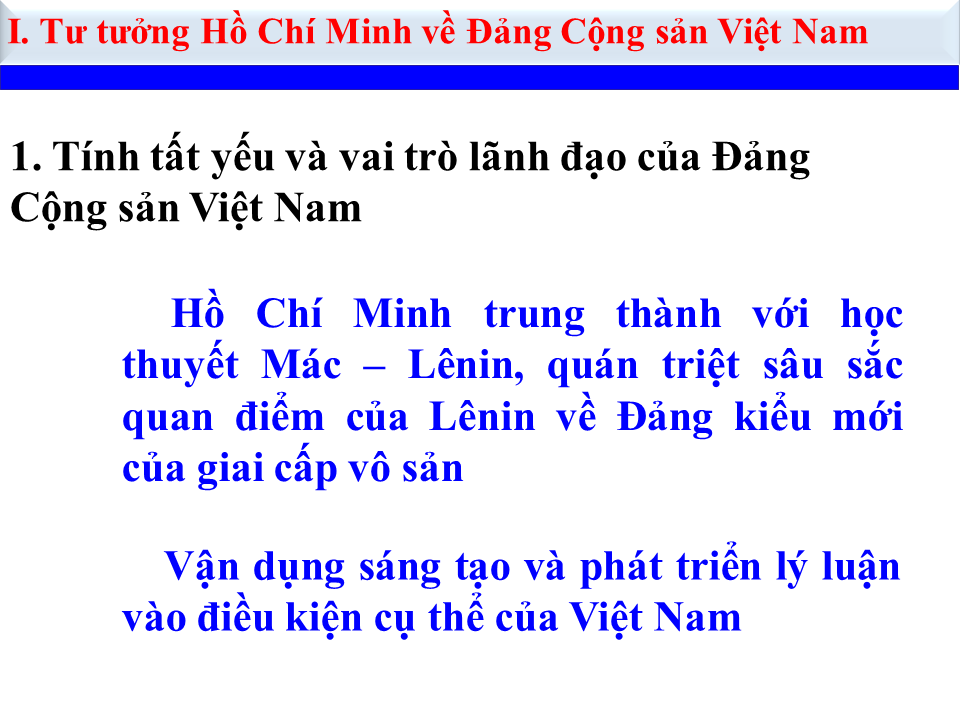 I. Tư tưởng Hồ Chí Minh về Đảng Cộng sản Việt Nam
1. Tính tất yếu và vai trò lãnh đạo của Đảng
Cộng sản Việt Nam
Hồ Chí Minh trung thành với học
thuyết Mác – Lênin, quán triệt sâu sắc
quan điểm của Lênin về Đảng kiểu mới
của giai cấp vô sản
Vận dụng sáng tạo và phát triển lý luận
vào điều kiện cụ thể của Việt Nam